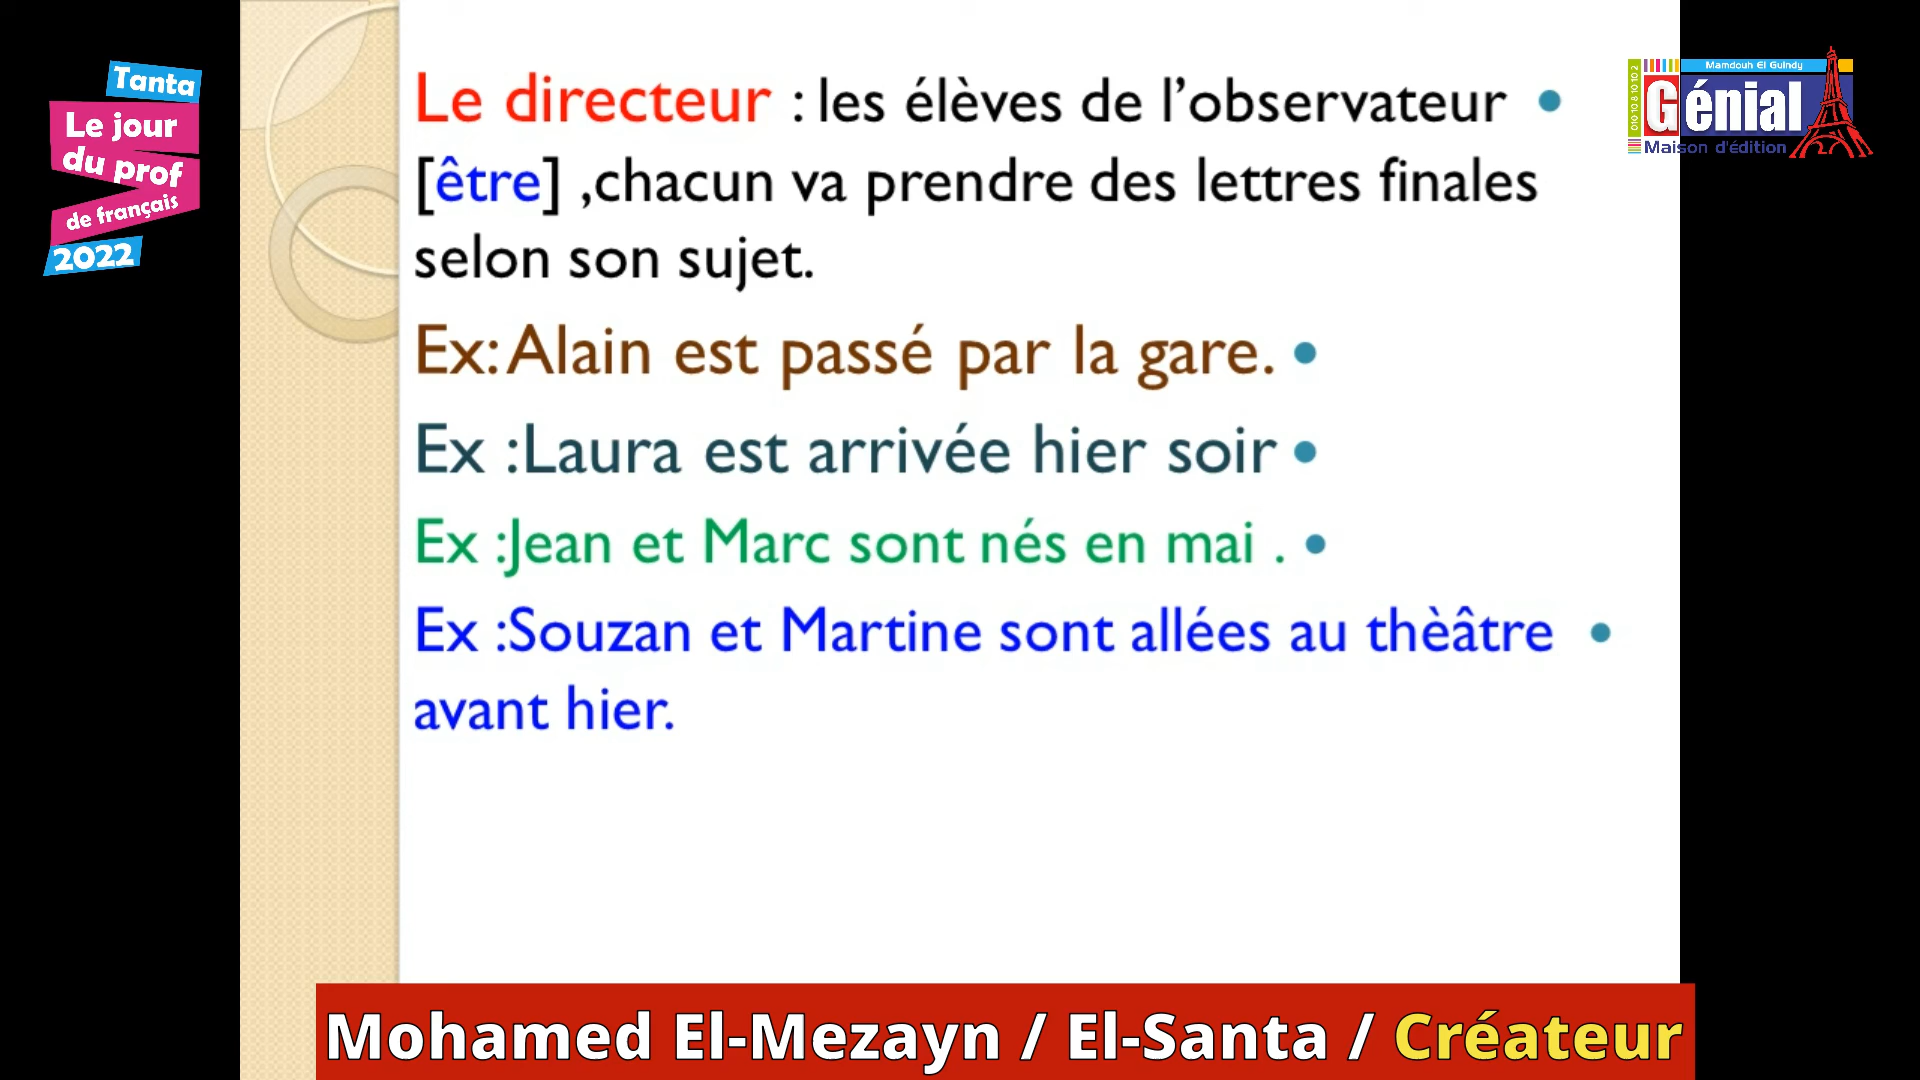 Tanta
Le jour
du prof
de français
2022
Mamdouh El Guindy
Génial
Maison d'édition
Le directeur : les élèves de l'observateur
[être] ,chacun va prendre des lettres finales
selon son sujet.
Ex: Alain est passé par la gare.
Ex :Laura est arrivée hier soir
Ex :Jean et Marc sont nés en mai .
Ex :Souzan et Martine sont allées au thèâtre
avant hier.
Mohamed El-Mezayn / El-Santa / Créateur